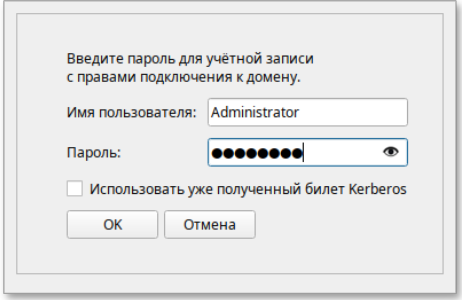 Введите пароль для учётной записи
с правами подключения к домену.
Имя пользователя: Administrator
Пароль: ●●●●●●●●
Использовать уже полученный билет Kerberos
OK Отмена